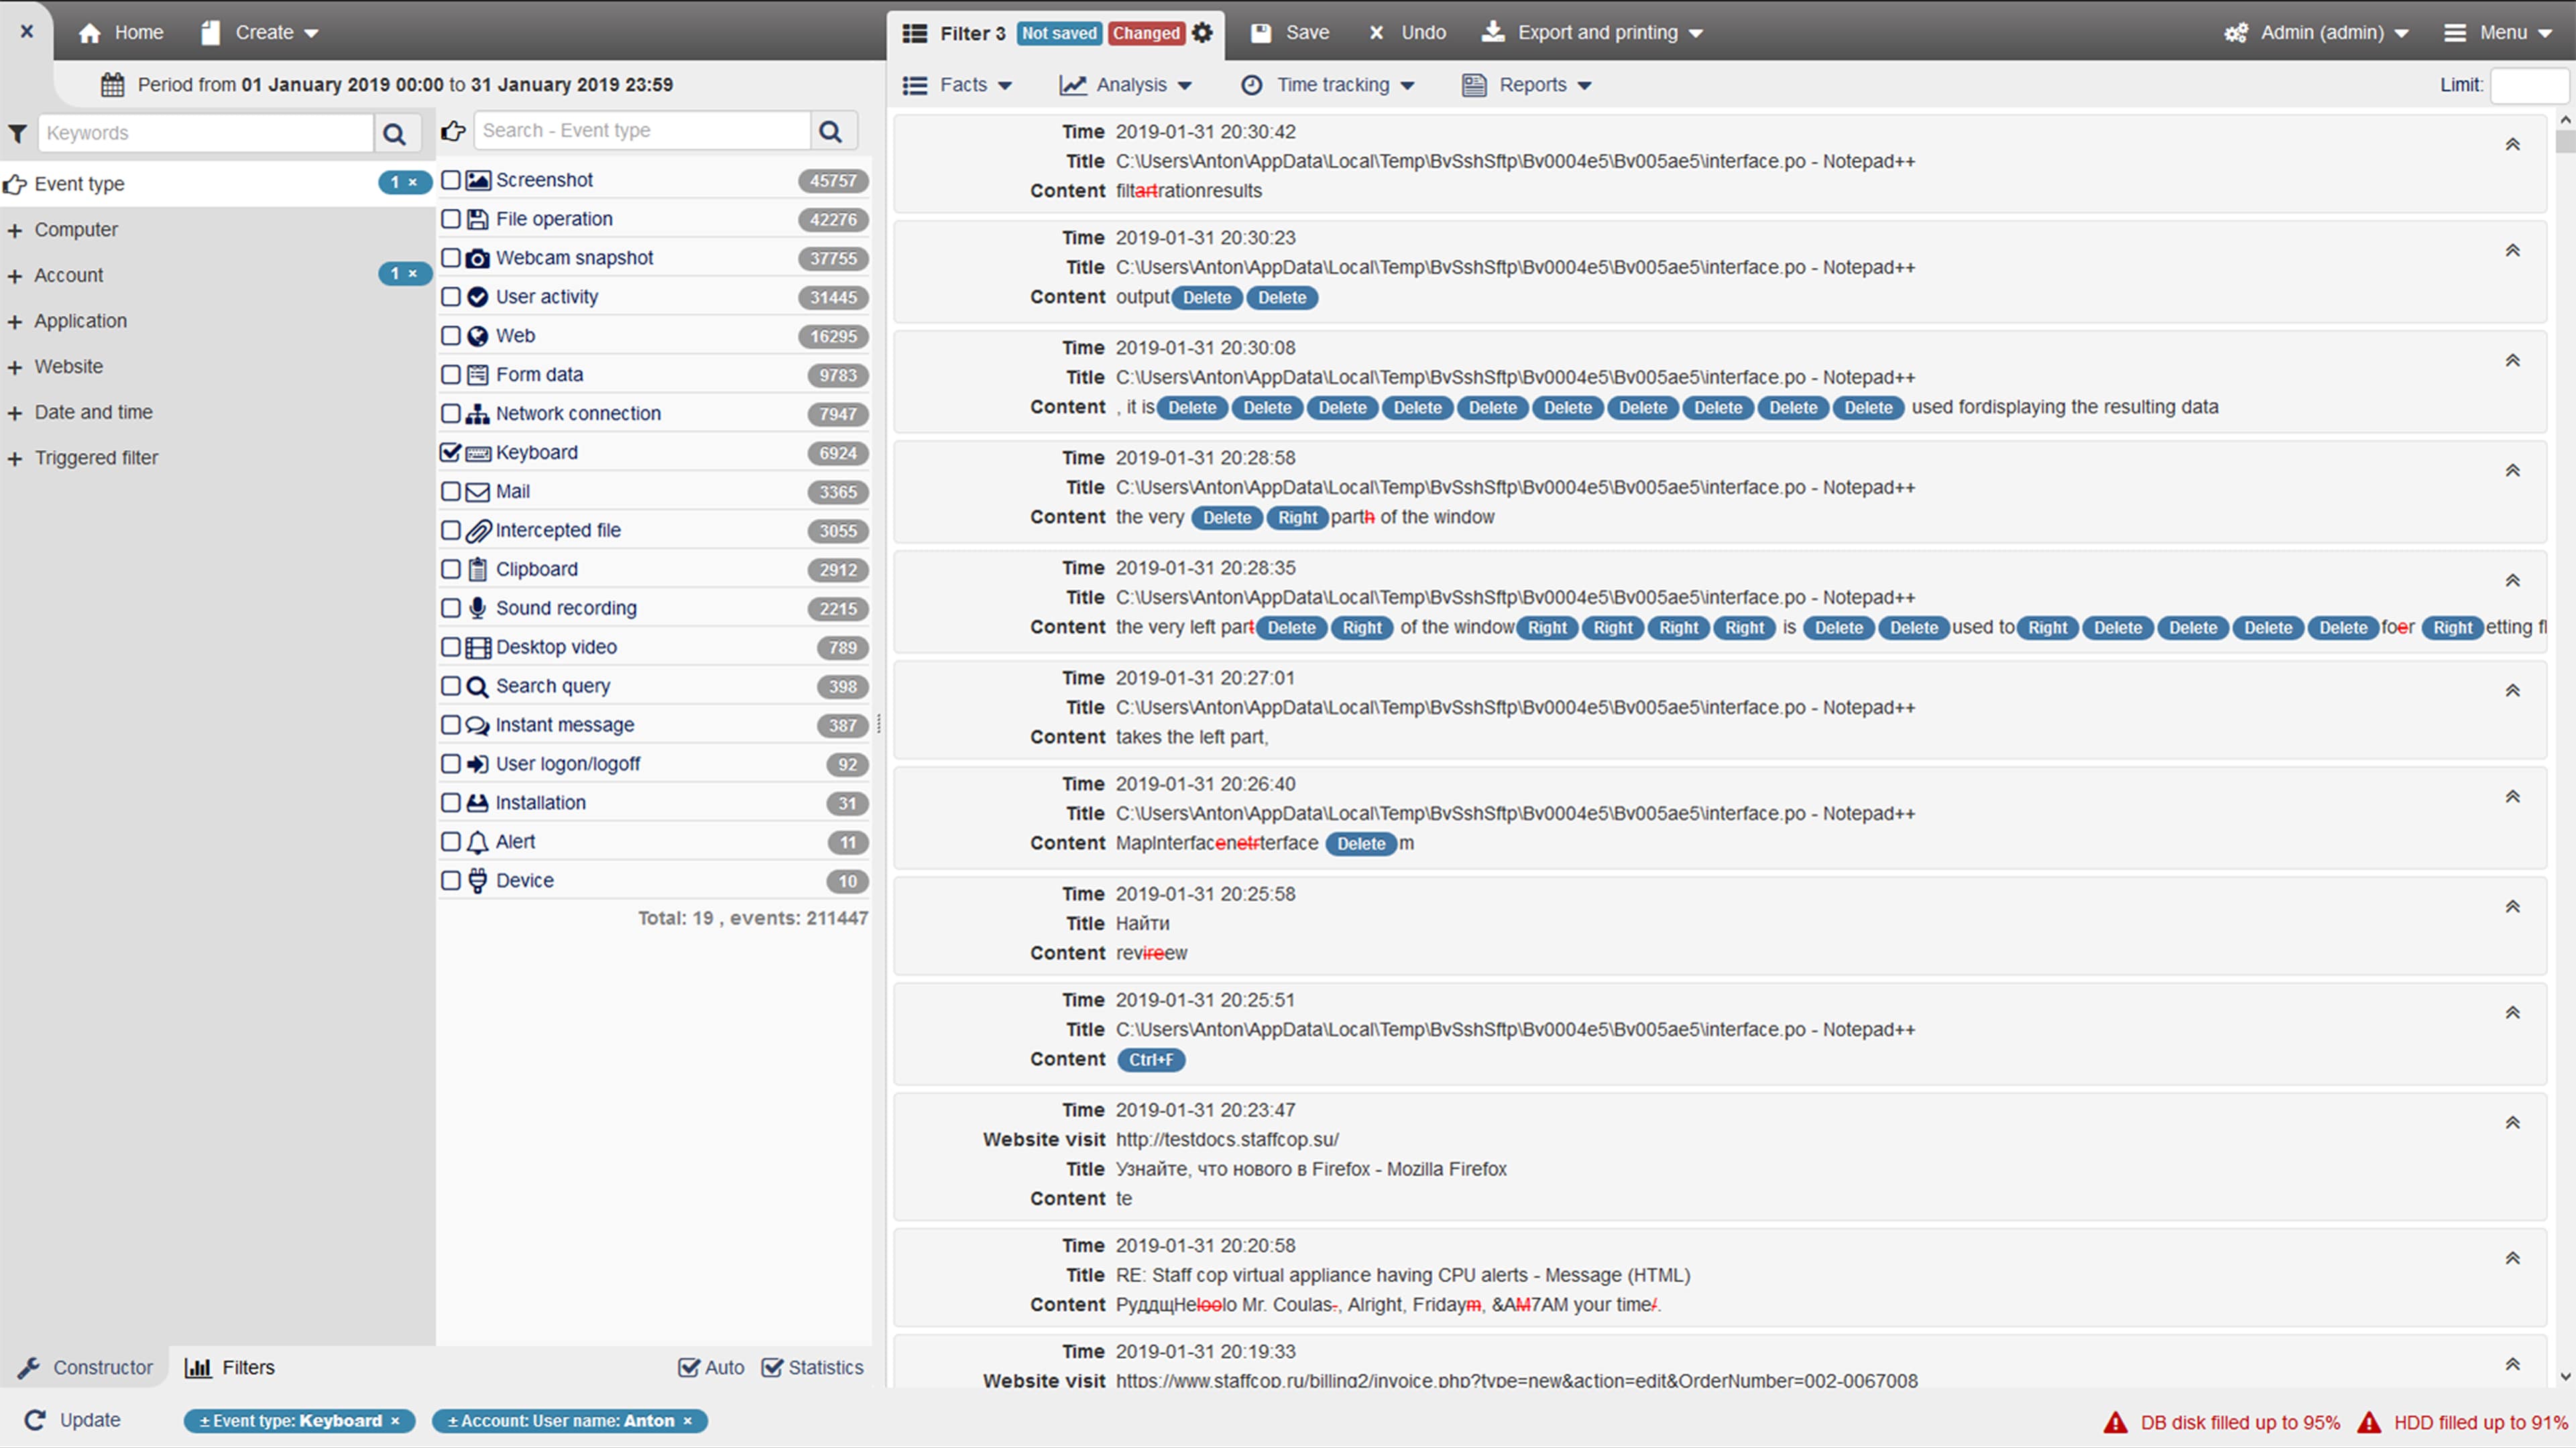 × Home Create
Period from 01 January 2019 00:00 to 31 January 2019 23:59
Keywords
Event type 1 ×
Computer
Account 1 ×
Application
Website
Date and time
Triggered filter
Search - Event type
Screenshot 45757
File operation 42276
Webcam snapshot 37755
User activity 31445
Web 16295
Form data 9783
Network connection 7947
Keyboard 6924
Mail 3365
Intercepted file 3055
Clipboard 2912
Sound recording 2215
Desktop video 789
Search query 398
Instant message 387
User logon/logoff 92
Installation 31
Alert 11
Device 10
Total: 19 , events: 211447
Constructor Filters Auto Statistics
Filter 3 Not saved Changed Save × Undo Export and printing Admin (admin) Menu
Facts Analysis Time tracking Reports Limit:
Time 2019-01-31 20:30:42
Title C:\Users\Anton\AppData\Local\Temp\BvSshSftp\Bv0004e5\Bv005ae5\interface.po - Notepad++
Content filtartrationresults
Time 2019-01-31 20:30:23
Title C:\Users\Anton\AppData\Local\Temp\BvSshSftp\Bv0004e5\Bv005ae5\interface.po - Notepad++
Content output Delete Delete
Time 2019-01-31 20:30:08
Title C:\Users\Anton\AppData\Local\Temp\BvSshSftp\Bv0004e5\Bv005ae5\interface.po - Notepad++
Content , it is Delete Delete Delete Delete Delete Delete Delete Delete Delete Delete used fordisplaying the resulting data
Time 2019-01-31 20:28:58
Title C:\Users\Anton\AppData\Local\Temp\BvSshSftp\Bv0004e5\Bv005ae5\interface.po - Notepad++
Content the very Delete Right parth of the window
Time 2019-01-31 20:28:35
Title C:\Users\Anton\AppData\Local\Temp\BvSshSftp\Bv0004e5\Bv005ae5\interface.po - Notepad++
Content the very left part Delete Right of the window Right Right Right Right is Delete Delete used to Right Delete Delete Delete Delete foer Right etting fl
Time 2019-01-31 20:27:01
Title C:\Users\Anton\AppData\Local\Temp\BvSshSftp\Bv0004e5\Bv005ae5\interface.po - Notepad++
Content takes the left part,
Time 2019-01-31 20:26:40
Title C:\Users\Anton\AppData\Local\Temp\BvSshSftp\Bv0004e5\Bv005ae5\interface.po - Notepad++
Content MapInterfacenetrterface Delete m
Time 2019-01-31 20:25:58
Title Найти
Content revireew
Time 2019-01-31 20:25:51
Title C:\Users\Anton\AppData\Local\Temp\BvSshSftp\Bv0004e5\Bv005ae5\interface.po - Notepad++
Content Ctrl+F
Time 2019-01-31 20:23:47
Website visit http://testdocs.staffcop.su/
Title Узнайте, что нового в Firefox - Mozilla Firefox
Content te
Time 2019-01-31 20:20:58
Title RE: Staff cop virtual appliance having CPU alerts - Message (HTML)
Content РуддщHelooIo Mr. Coulas-, Alright, Fridaym, &AM7AM your time/.
Time 2019-01-31 20:19:33
Website visit https://www.staffcop.ru/billing2/invoice.php?type=new&action=edit&OrderNumber=002-0067008
Update ± Event type: Keyboard × ± Account: User name: Anton × DB disk filled up to 95% HDD filled up to 91%